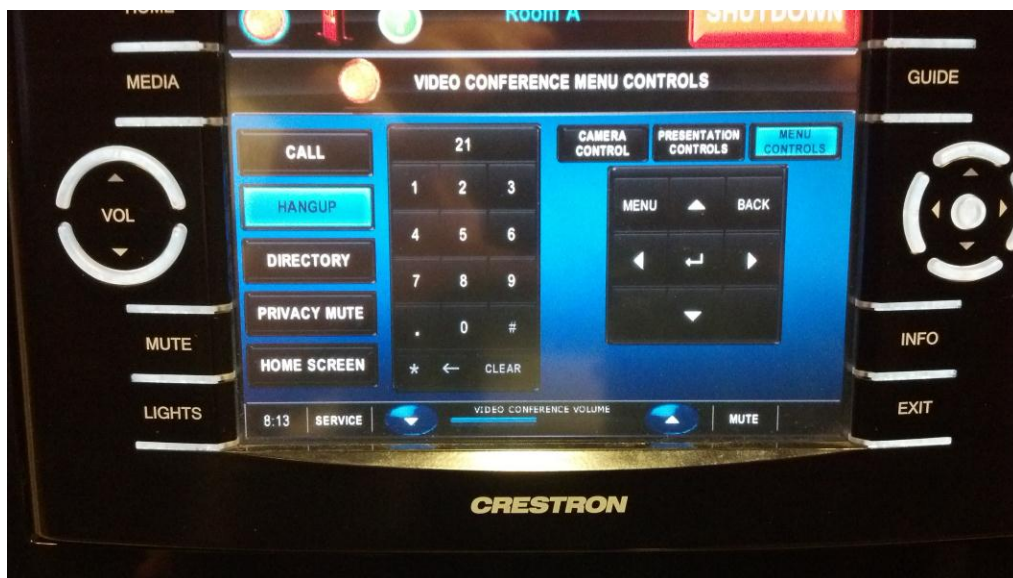 HOME
Room A
SHUTDOWN
MEDIA
VIDEO CONFERENCE MENU CONTROLS
GUIDE
CALL
21
CAMERA
CONTROL
PRESENTATION
CONTROLS
MENU
CONTROLS
VOL
HANGUP
1 2 3
MENU
BACK
DIRECTORY
4 5 6
7 8 9
PRIVACY MUTE
. 0 #
MUTE
INFO
HOME SCREEN
* ← CLEAR
LIGHTS
8:13
SERVICE
VIDEO CONFERENCE VOLUME
MUTE
EXIT
CRESTRON